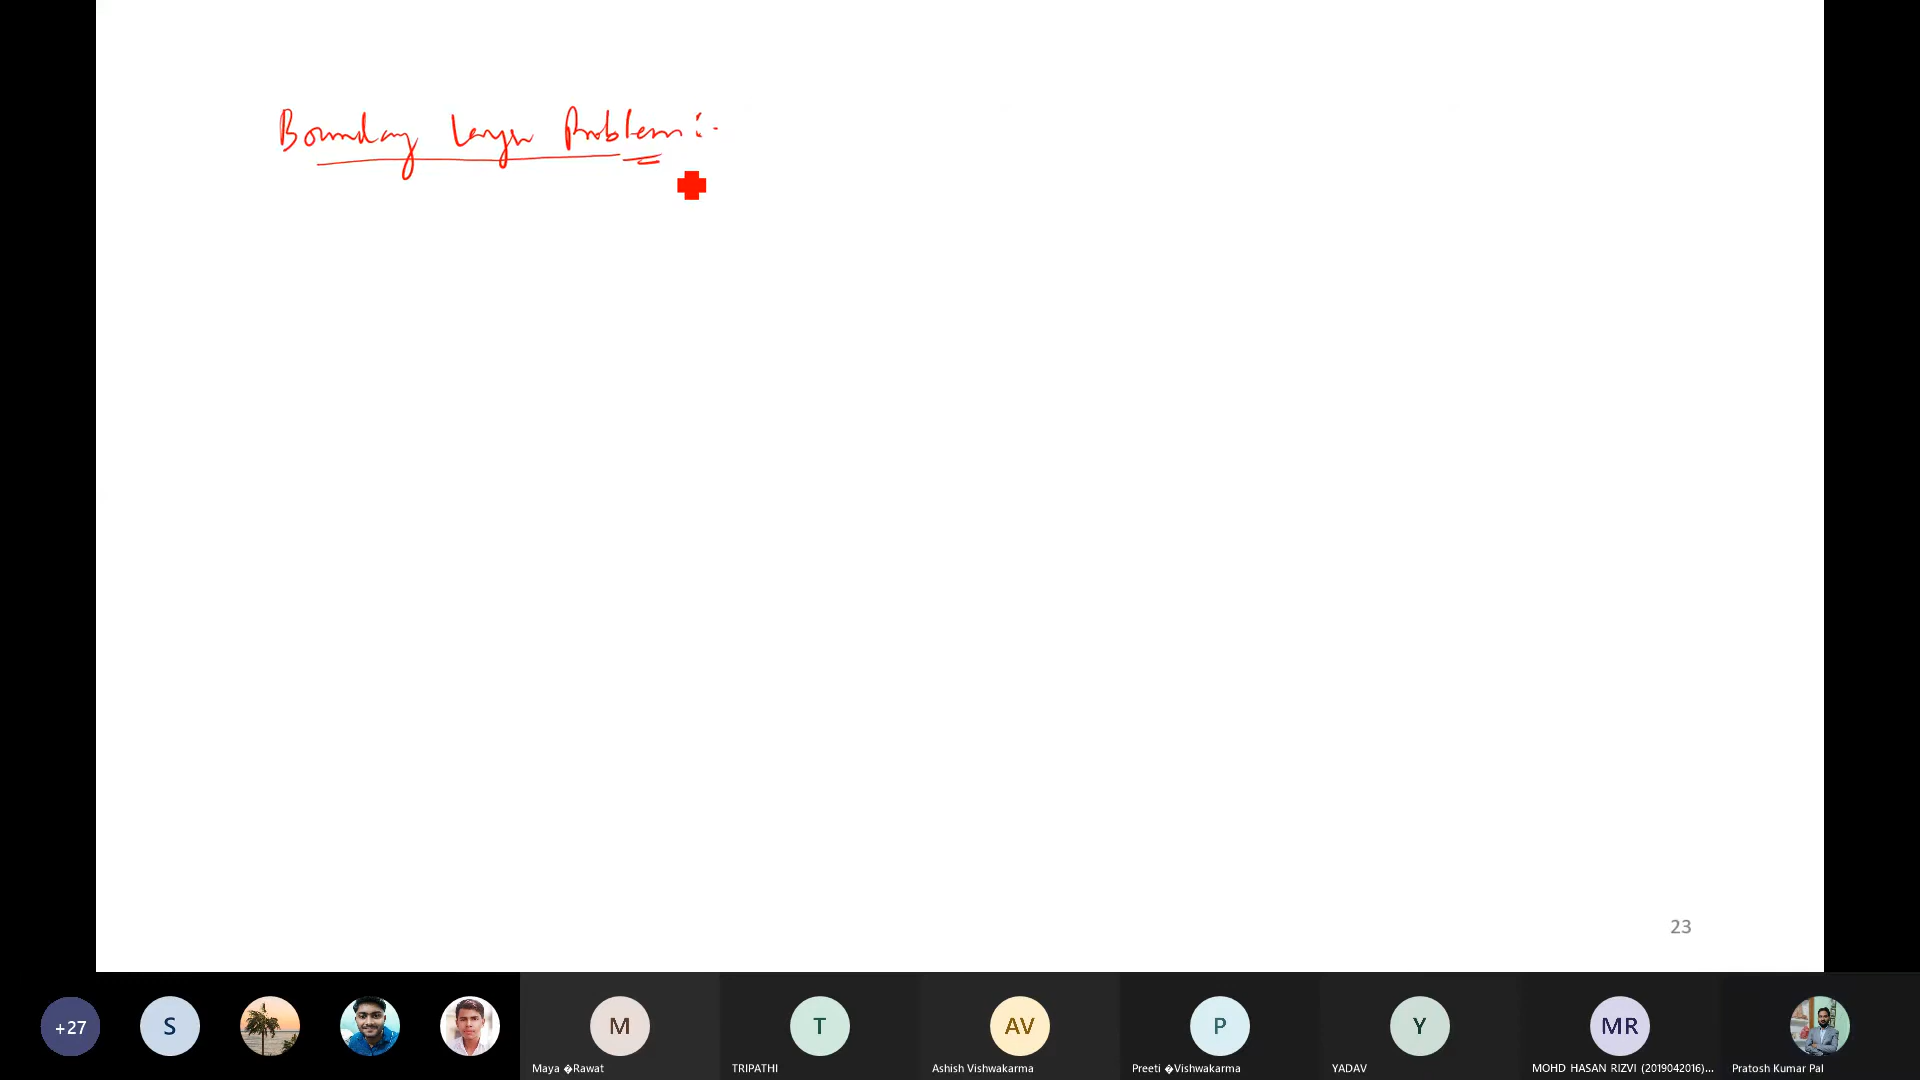 Boundary Layer Problem :-
23
+27
S
M
T
AV
P
Y
MR
Maya �Rawat
TRIPATHI
Ashish Vishwakarma
Preeti �Vishwakarma
YADAV
MOHD HASAN RIZVI (2019042016)...
Pratosh Kumar Pal